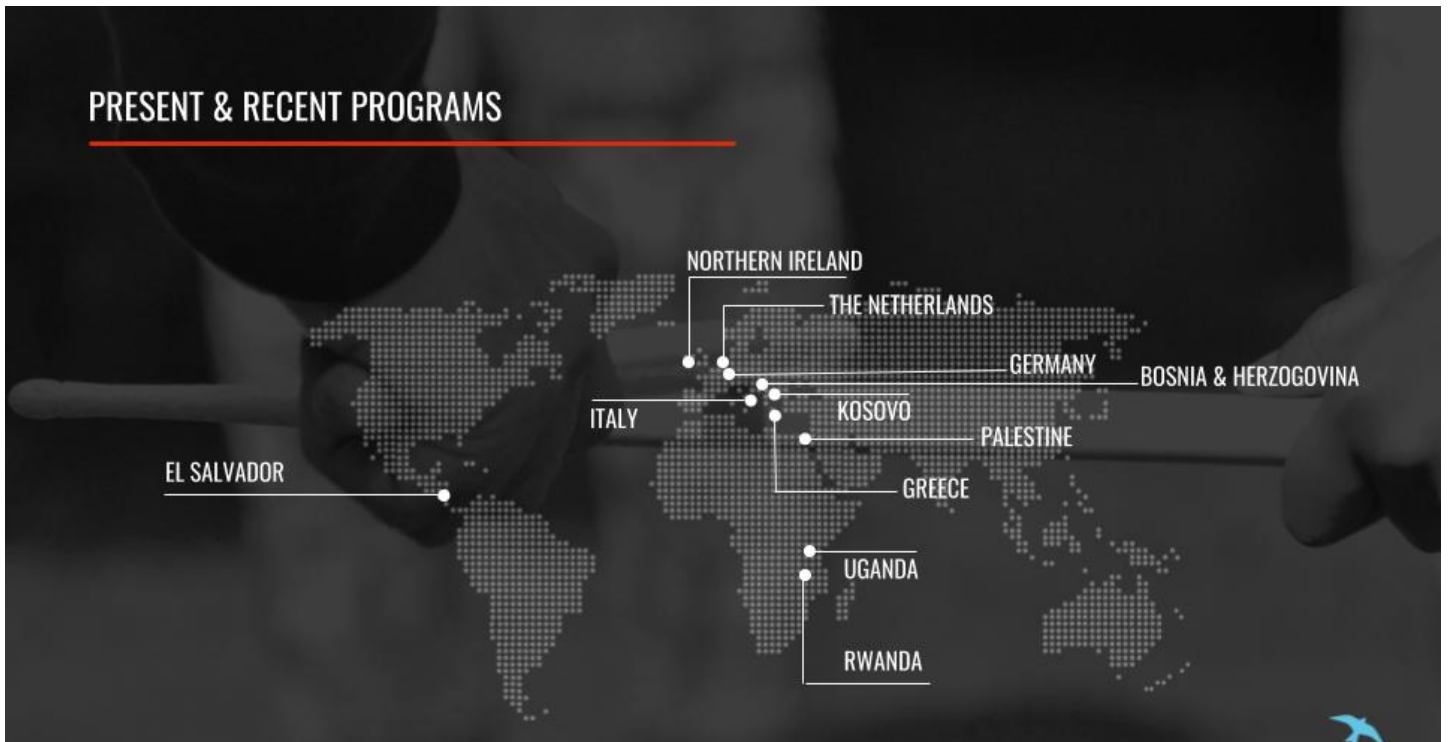 PRESENT & RECENT PROGRAMS
NORTHERN IRELAND
THE NETHERLANDS
GERMANY
BOSNIA & HERZOGOVINA
ITALY
KOSOVO
PALESTINE
EL SALVADOR
GREECE
UGANDA
RWANDA